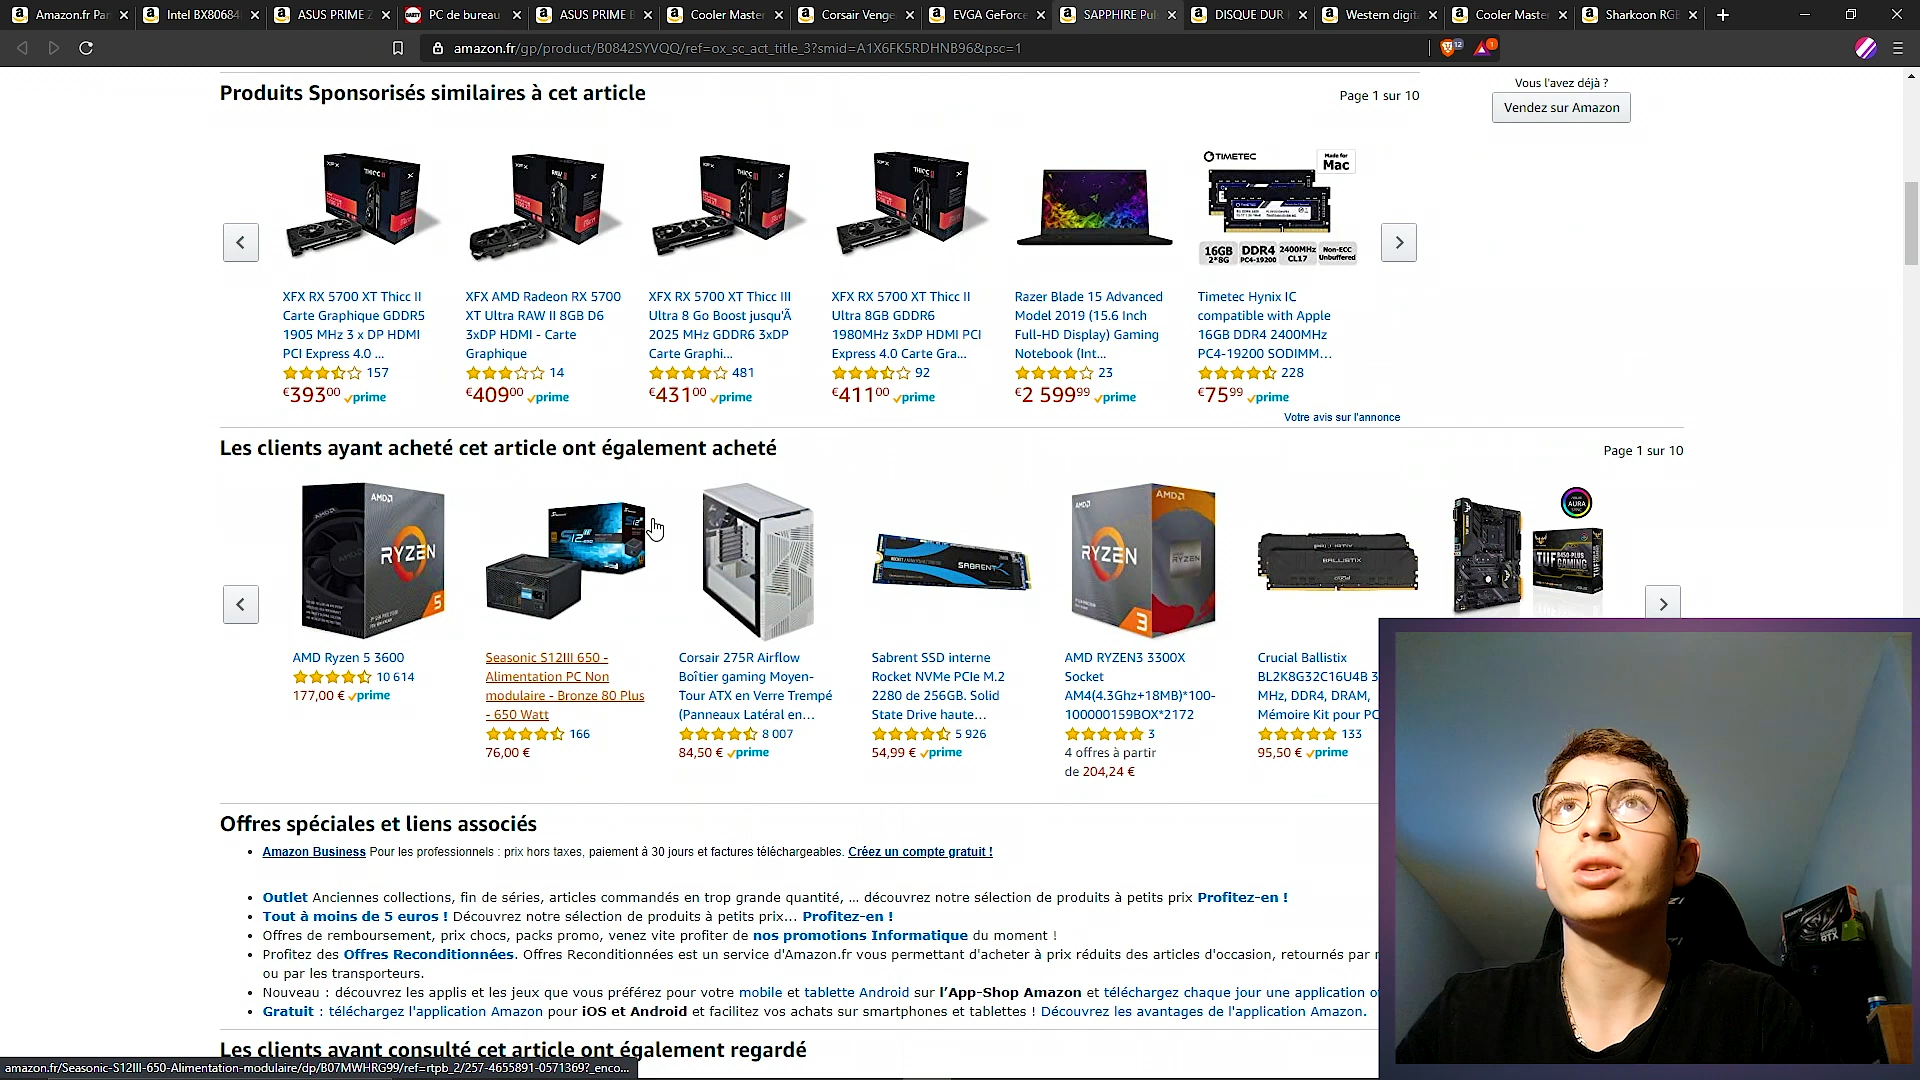 Amazon.fr Pan
Intel BX80684
ASUS PRIME Z
DARTY PC de bureau
ASUS PRIME B
Cooler Master
Corsair Venge
EVGA GeForce
SAPPHIRE Pul
DISQUE DUR
Western digita
Cooler Master
Sharkoon RGB
amazon.fr/gp/product/B0842SYVQQ/ref=ox_sc_act_title_3?smid=A1X6FK5RDHNB96&psc=1
12
1
Vous l'avez déjà ?
Vendez sur Amazon
Produits Sponsorisés similaires à cet article
Page 1 sur 10
TIMETEC
Made for
Mac
16GB
2*8G
DDR4
PC4-19200
2400MHz
CL17
Non-ECC
Unbuffered
XFX RX 5700 XT Thicc II
Carte Graphique GDDR5
1905 MHz 3 x DP HDMI
PCI Express 4.0 ...
157
€393⁰⁰ prime
XFX AMD Radeon RX 5700
XT Ultra RAW II 8GB D6
3xDP HDMI - Carte
Graphique
14
€409⁰⁰ prime
XFX RX 5700 XT Thicc III
Ultra 8 Go Boost jusqu'Ã
2025 MHz GDDR6 3xDP
Carte Graphi...
481
€431⁰⁰ prime
XFX RX 5700 XT Thicc II
Ultra 8GB GDDR6
1980MHz 3xDP HDMI PCI
Express 4.0 Carte Gra...
92
€411⁰⁰ prime
Razer Blade 15 Advanced
Model 2019 (15.6 Inch
Full-HD Display) Gaming
Notebook (Int...
23
€2 599⁹⁹ prime
Timetec Hynix IC
compatible with Apple
16GB DDR4 2400MHz
PC4-19200 SODIMM...
228
€75⁹⁹ prime
Votre avis sur l'annonce
Les clients ayant acheté cet article ont également acheté
Page 1 sur 10
AMD
RYZEN
5
SABRENT
AMD
RYZEN
3
BALLISTIX
AURA
TUF
GAMING
AMD Ryzen 5 3600
10 614
177,00 € prime
Seasonic S12III 650 -
Alimentation PC Non
modulaire - Bronze 80 Plus
- 650 Watt
166
76,00 €
Corsair 275R Airflow
Boîtier gaming Moyen-
Tour ATX en Verre Trempé
(Panneaux Latéral en...
8 007
84,50 € prime
Sabrent SSD interne
Rocket NVMe PCIe M.2
2280 de 256GB. Solid
State Drive haute...
5 926
54,99 € prime
AMD RYZEN3 3300X
Socket
AM4(4.3Ghz+18MB)*100-
100000159BOX*2172
3
4 offres à partir
de 204,24 €
Crucial Ballistix
BL2K8G32C16U4B 3
MHz, DDR4, DRAM,
Mémoire Kit pour PC
133
95,50 € prime
Offres spéciales et liens associés
Amazon Business Pour les professionnels : prix hors taxes, paiement à 30 jours et factures téléchargeables. Créez un compte gratuit !
Outlet Anciennes collections, fin de séries, articles commandés en trop grande quantité, ... découvrez notre sélection de produits à petits prix Profitez-en !
Tout à moins de 5 euros ! Découvrez notre sélection de produits à petits prix... Profitez-en !
Offres de remboursement, prix chocs, packs promo, venez vite profiter de nos promotions Informatique du moment !
Profitez des Offres Reconditionnées. Offres Reconditionnées est un service d'Amazon.fr vous permettant d'acheter à prix réduits des articles d'occasion, retournés par
ou par les transporteurs.
Nouveau : découvrez les applis et les jeux que vous préférez pour votre mobile et tablette Android sur l'App-Shop Amazon et téléchargez chaque jour une application
Gratuit : téléchargez l'application Amazon pour iOS et Android et facilitez vos achats sur smartphones et tablettes ! Découvrez les avantages de l'application Amazon.
Les clients ayant consulté cet article ont également regardé
amazon.fr/Seasonic-S12III-650-Alimentation-modulaire/dp/B07MWHRG99/ref=rtpb_2/257-4655891-0571369?_enco...